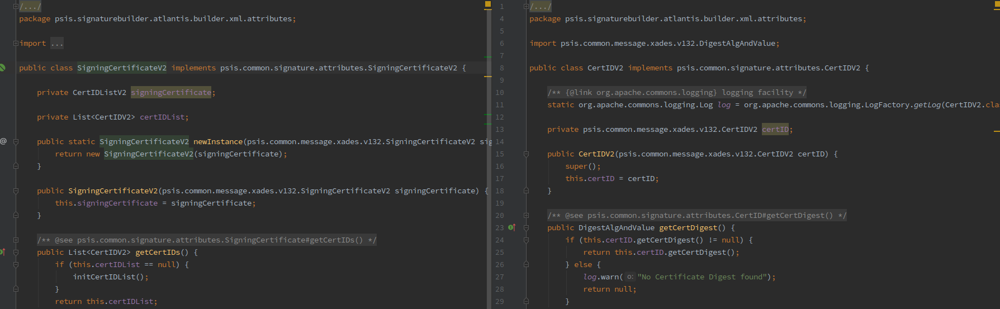 /.../
package psis.signaturebuilder.atlantis.builder.xml.attributes;
import ...
public class SigningCertificateV2 implements psis.common.signature.attributes.SigningCertificateV2 {
private CertIDListV2 signingCertificate;
private List<CertIDV2> certIDList;
@
public static SigningCertificateV2 newInstance(psis.common.message.xades.v132.SigningCertificateV2 sig
return new SigningCertificateV2(signingCertificate);
}
public SigningCertificateV2(psis.common.message.xades.v132.SigningCertificateV2 signingCertificate) {
this.signingCertificate = signingCertificate;
}
/** @see psis.common.signature.attributes.SigningCertificate#getCertIDs() */
public List<CertIDV2> getCertIDs() {
if (this.certIDList == null) {
initCertIDList();
}
return this.certIDList;
1 /.../
4 package psis.signaturebuilder.atlantis.builder.xml.attributes;
5
6 import psis.common.message.xades.v132.DigestAlgAndValue;
7
8 public class CertIDV2 implements psis.common.signature.attributes.CertIDV2 {
9
10 /** {@link org.apache.commons.logging} logging facility */
11 static org.apache.commons.logging.Log log = org.apache.commons.logging.LogFactory.getLog(CertIDV2.clas
12
13 private psis.common.message.xades.v132.CertIDV2 certID;
14
15 public CertIDV2(psis.common.message.xades.v132.CertIDV2 certID) {
16 super();
17 this.certID = certID;
18 }
19
20 /** @see psis.common.signature.attributes.CertID#getCertDigest() */
23 public DigestAlgAndValue getCertDigest() {
24 if (this.certID.getCertDigest() != null) {
25 return this.certID.getCertDigest();
26 } else {
27 log.warn( o: "No Certificate Digest found");
28 return null;
29 }